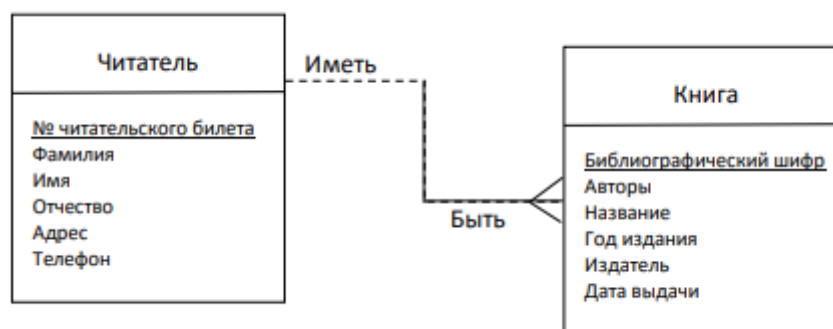 Читатель
№ читательского билета
Фамилия
Имя
Отчество
Адрес
Телефон
Иметь
Быть
Книга
Библиографический шифр
Авторы
Название
Год издания
Издатель
Дата выдачи